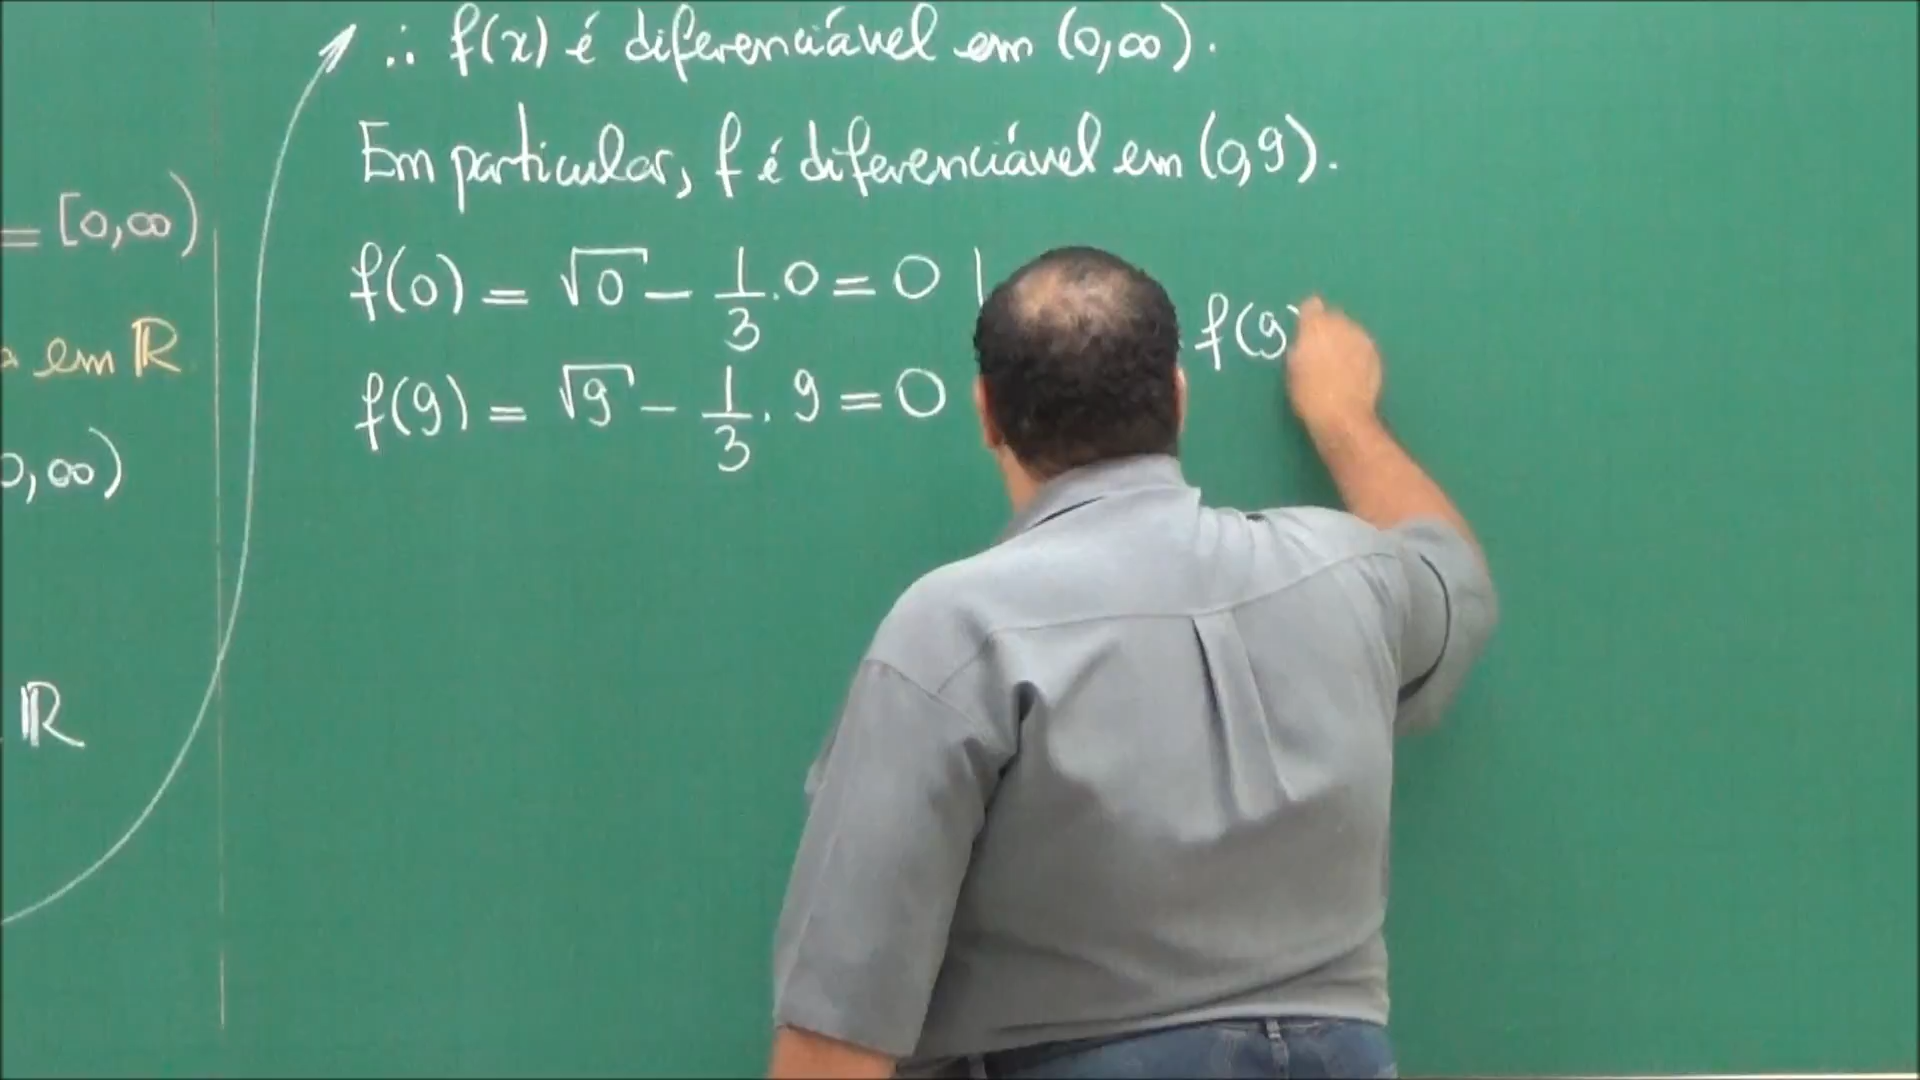 = [0,∞)
a em ℝ
0,∞)
ℝ
∴ f(x) é diferenciável em (0,∞).
Em particular, f é diferenciável em (0,9).
f(0) = √0 - 1/3 . 0 = 0
f(9) = √9 - 1/3 . 9 = 0
f(9)